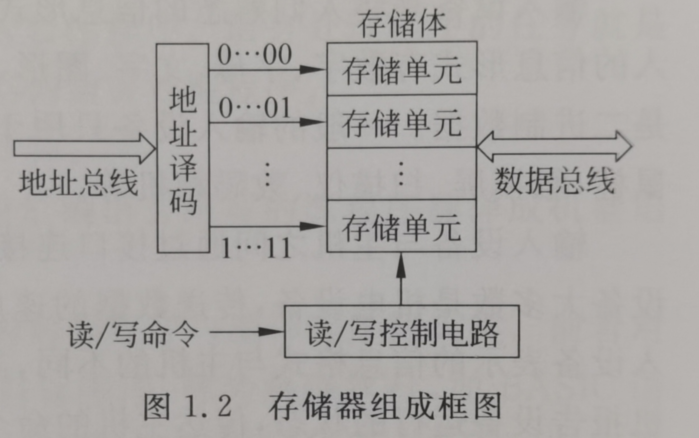 存储体
0…00
存储单元
0…01
存储单元
地址译码
地址总线
⋮
⋮
数据总线
1…11
存储单元
读/写命令
读/写控制电路
图 1.2 存储器组成框图